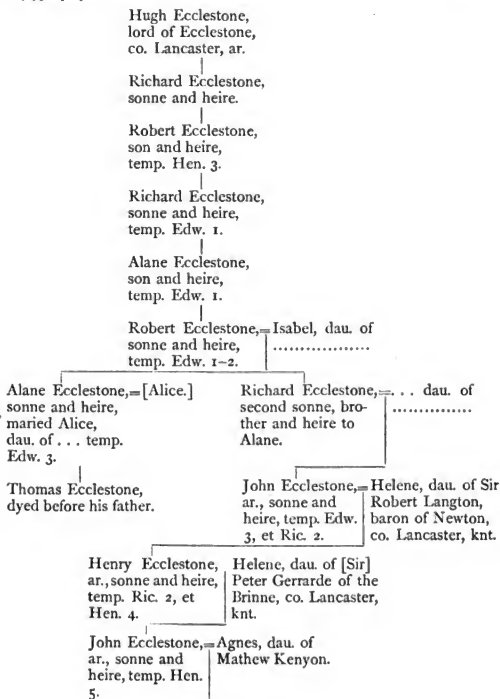 Hugh Ecclestone,
lord of Ecclestone,
co. Lancaster, ar.
Richard Ecclestone,
sonne and heire.
Robert Ecclestone,
son and heire,
temp. Hen. 3.
Richard Ecclestone,
sonne and heire,
temp. Edw. 1.
Alane Ecclestone,
son and heire,
temp. Edw. 1.
Robert Ecclestone,=
sonne and heire,
temp. Edw. 1-2.
Isabel, dau. of
..................
Alane Ecclestone,=[Alice.]
sonne and heire,
maried Alice,
dau. of . . . temp.
Edw. 3.
Richard Ecclestone,=
second sonne, bro-
ther and heire to
Alane.
. . . dau. of
...............
Thomas Ecclestone,
dyed before his father.
John Ecclestone,=
ar., sonne and
heire, temp. Edw.
3, et Ric. 2.
Helene, dau. of Sir
Robert Langton,
baron of Newton,
co. Lancaster, knt.
Henry Ecclestone,
ar., sonne and heire,
temp. Ric. 2, et
Hen. 4.
Helene, dau. of [Sir]
Peter Gerrarde of the
Brinne, co. Lancaster,
knt.
John Ecclestone,=
ar., sonne and
heire, temp. Hen.
5.
Agnes, dau. of
Mathew Kenyon.